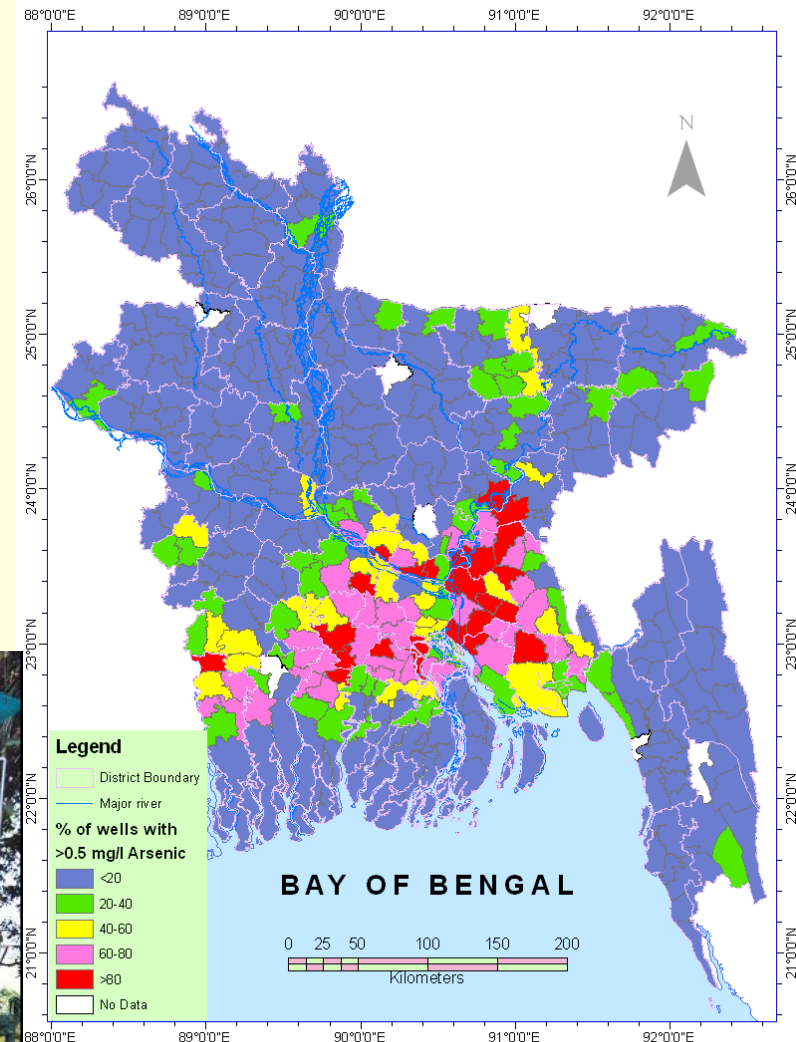 88°0'0"E 89°0'0"E 90°0'0"E 91°0'0"E 92°0'0"E
N
26°0'0"N 26°0'0"N
25°0'0"N 25°0'0"N
24°0'0"N 24°0'0"N
23°0'0"N 23°0'0"N
22°0'0"N 22°0'0"N
21°0'0"N 21°0'0"N
Legend
District Boundary
Major river
% of wells with
>0.5 mg/l Arsenic
<20
20-40
40-60
60-80
>80
No Data
BAY OF BENGAL
0 25 50 100 150 200
Kilometers
88°0'0"E 89°0'0"E 90°0'0"E 91°0'0"E 92°0'0"E